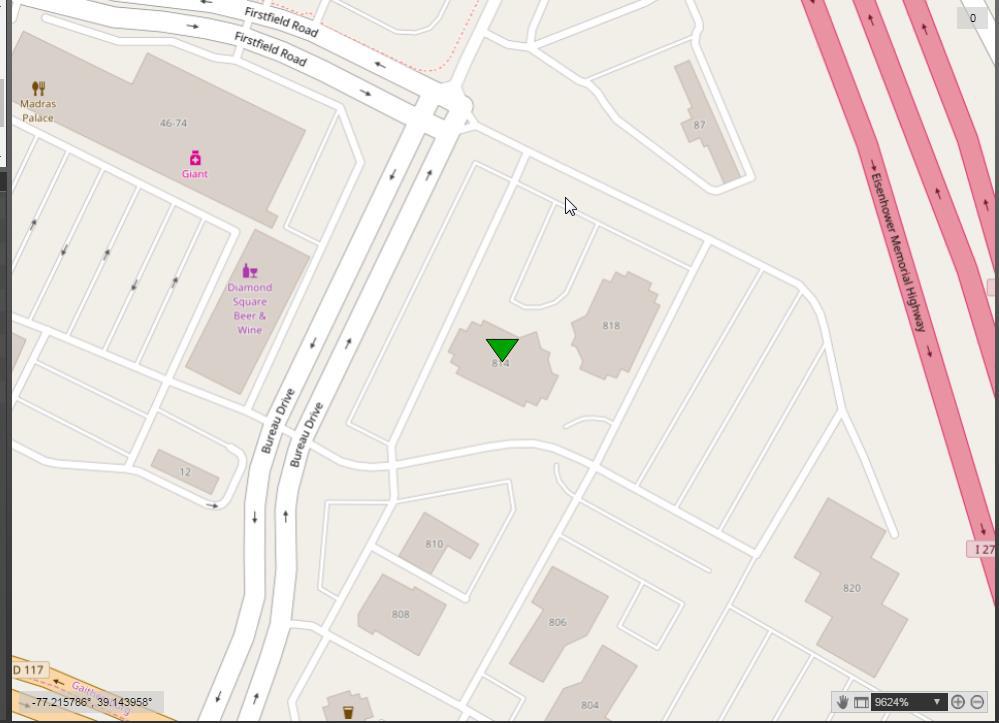 0
Firstfield Road
Firstfield Road
Madras
Palace
46-74
Giant
87
Eisenhower Memorial Highway
Diamond
Square
Beer &
Wine
818
814
Bureau Drive
Bureau Drive
12
810
I 27
820
808
806
D 117
804
-77.215786°, 39.143958°
9624%